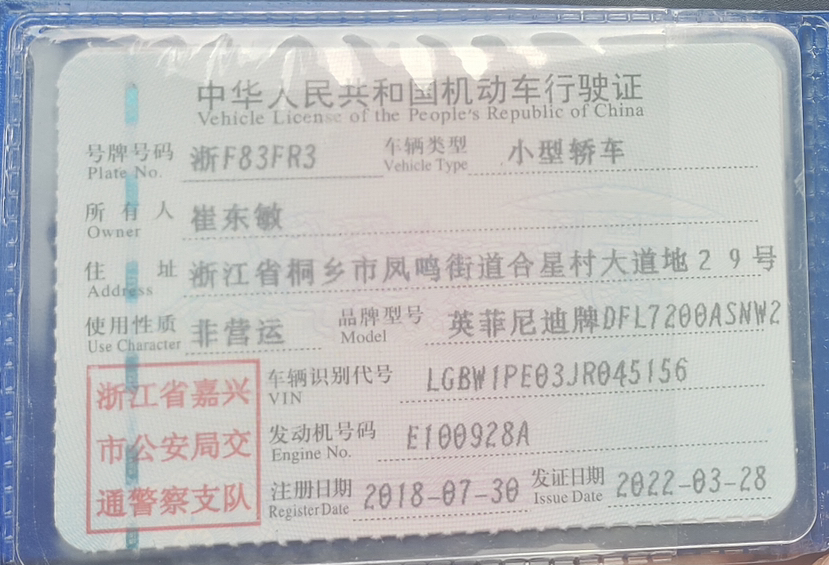 中华人民共和国机动车行驶证
Vehicle License of the People's Republic of China
号牌号码 浙F83FR3 车辆类型 小型轿车
Plate No. Vehicle Type
所有人 崔东敏
Owner
住址 浙江省桐乡市凤鸣街道合星村大道地29号
Address
使用性质 非营运 品牌型号 英菲尼迪牌DFL7200ASNW2
Use Character Model
浙江省嘉兴 车辆识别代号 LGBW1PE03JR045156
VIN
市公安局交 发动机号码 E100928A
Engine No.
通警察支队 注册日期 2018-07-30 发证日期 2022-03-28
Register Date Issue Date